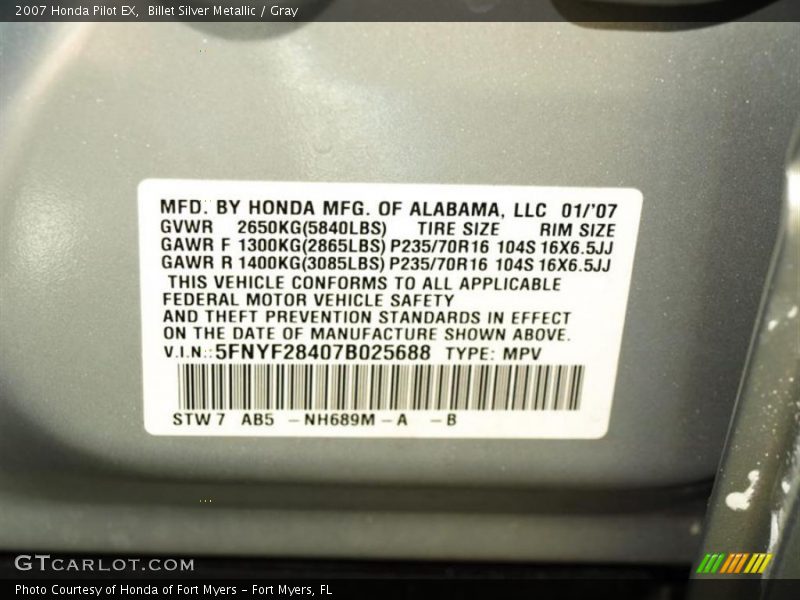 2007 Honda Pilot EX,  Billet Silver Metallic / Gray
MFD. BY HONDA MFG. OF ALABAMA, LLC 01/'07
GVWR 2650KG(5840LBS) TIRE SIZE RIM SIZE
GAWR F 1300KG(2865LBS) P235/70R16 104S 16X6.5JJ
GAWR R 1400KG(3085LBS) P235/70R16 104S 16X6.5JJ
THIS VEHICLE CONFORMS TO ALL APPLICABLE
FEDERAL MOTOR VEHICLE SAFETY
AND THEFT PREVENTION STANDARDS IN EFFECT
ON THE DATE OF MANUFACTURE SHOWN ABOVE.
V.I.N.: 5FNYF28407B025688 TYPE: MPV
STW 7 AB5 - NH689M - A - B
GTCARLOT.COM
Photo Courtesy of Honda of Fort Myers - Fort Myers, FL